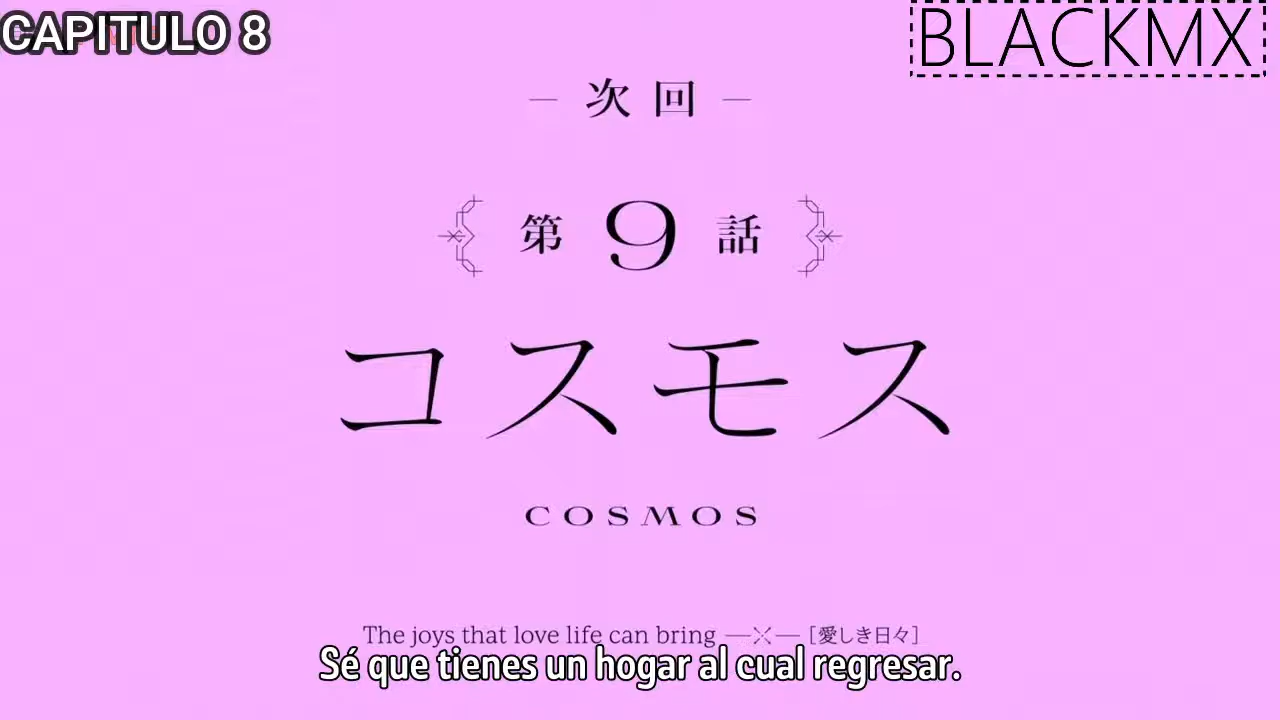 CAPITULO 8
BLACKMX
— 次回 —
第 9 話
コスモス
COSMOS
The joys that love life can bring —×— [愛しき日々]
Sé que tienes un hogar al cual regresar.